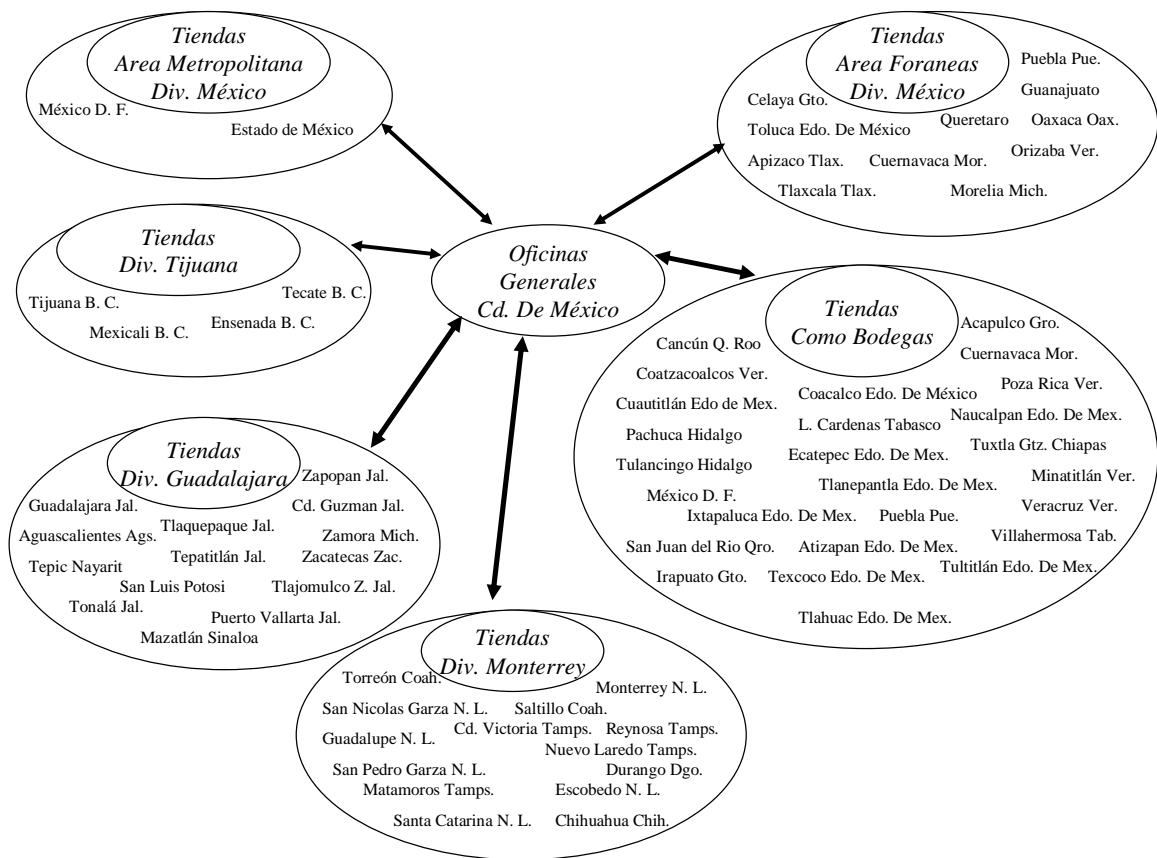 Tiendas
Area Metropolitana
Div. México
México D. F.
Estado de México
Tiendas
Area Foraneas
Div. México
Puebla Pue.
Guanajuato
Celaya Gto.
Queretaro
Oaxaca Oax.
Toluca Edo. De México
Orizaba Ver.
Apizaco Tlax.
Cuernavaca Mor.
Tlaxcala Tlax.
Morelia Mich.
Tiendas
Div. Tijuana
Tijuana B. C.
Tecate B. C.
Mexicali B. C.
Ensenada B. C.
Oficinas
Generales
Cd. De México
Tiendas
Como Bodegas
Acapulco Gro.
Cancún Q. Roo
Cuernavaca Mor.
Coatzacoalcos Ver.
Poza Rica Ver.
Coacalco Edo. De México
Cuautitlán Edo de Mex.
Naucalpan Edo. De Mex.
L. Cardenas Tabasco
Pachuca Hidalgo
Tuxtla Gtz. Chiapas
Ecatepec Edo. De Mex.
Tulancingo Hidalgo
Minatitlán Ver.
Tlanepantla Edo. De Mex.
México D. F.
Veracruz Ver.
Ixtapaluca Edo. De Mex.
Puebla Pue.
Villahermosa Tab.
San Juan del Rio Qro.
Atizapan Edo. De Mex.
Tultitlán Edo. De Mex.
Irapuato Gto.
Texcoco Edo. De Mex.
Tlahuac Edo. De Mex.
Tiendas
Div. Guadalajara
Zapopan Jal.
Guadalajara Jal.
Cd. Guzman Jal.
Tlaquepaque Jal.
Aguascalientes Ags.
Zamora Mich.
Tepatitlán Jal.
Zacatecas Zac.
Tepic Nayarit
San Luis Potosi
Tlajomulco Z. Jal.
Tonalá Jal.
Puerto Vallarta Jal.
Mazatlán Sinaloa
Tiendas
Div. Monterrey
Torreón Coah.
Monterrey N. L.
San Nicolas Garza N. L.
Saltillo Coah.
Cd. Victoria Tamps.
Reynosa Tamps.
Guadalupe N. L.
Nuevo Laredo Tamps.
San Pedro Garza N. L.
Durango Dgo.
Matamoros Tamps.
Escobedo N. L.
Santa Catarina N. L.
Chihuahua Chih.